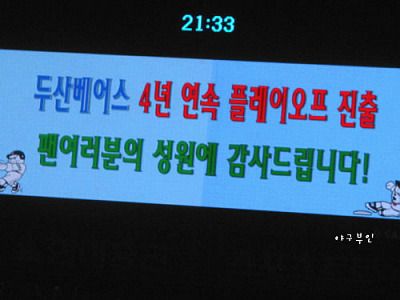 21:33
두산베어스 4년 연속 플레이오프 진출
팬여러분의 성원에 감사드립니다!
야구부인